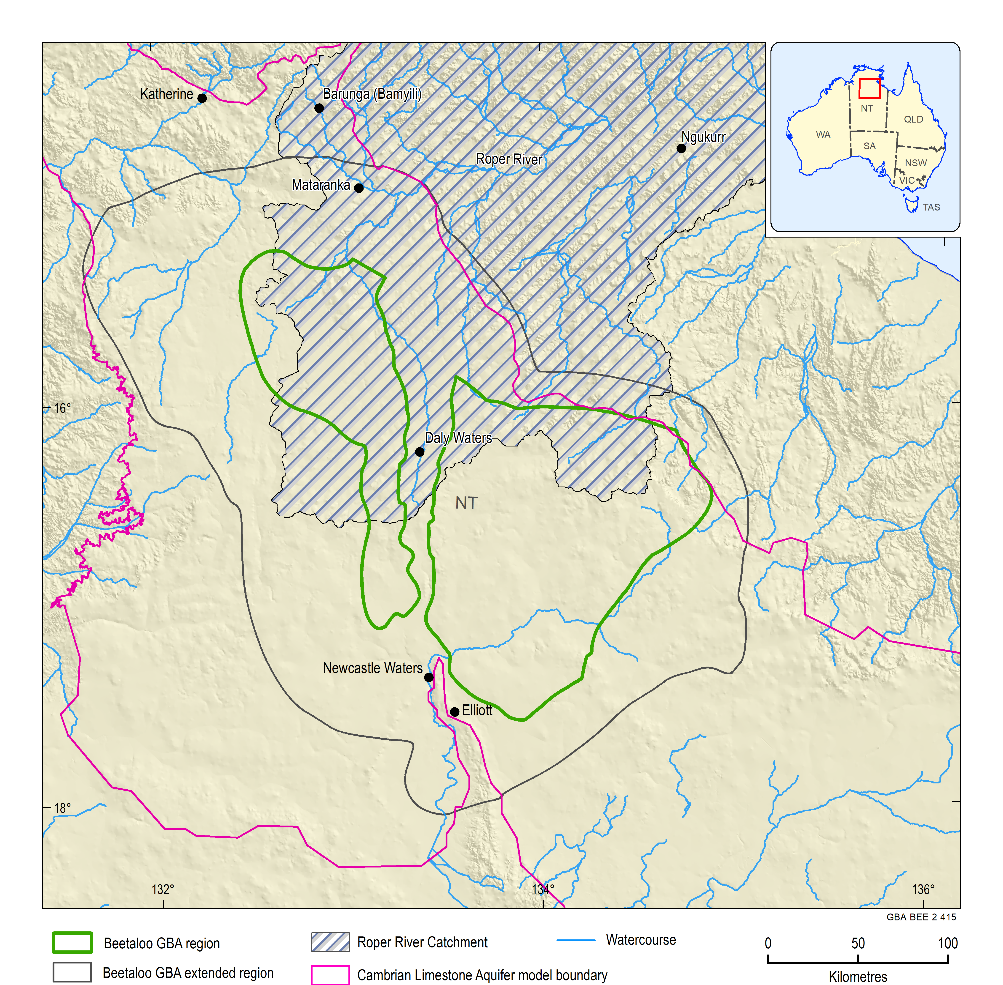 Katherine
Barunga (Bamyili)
Roper River
Ngukurr
Mataranka
Daly Waters
NT
Newcastle Waters
Elliott
16°
18°
132°
134°
136°
WA
NT
QLD
SA
NSW
VIC
TAS
GBA BEE 2 415
Beetaloo GBA region
Roper River Catchment
Watercourse
0 50 100
Kilometres
Beetaloo GBA extended region
Cambrian Limestone Aquifer model boundary